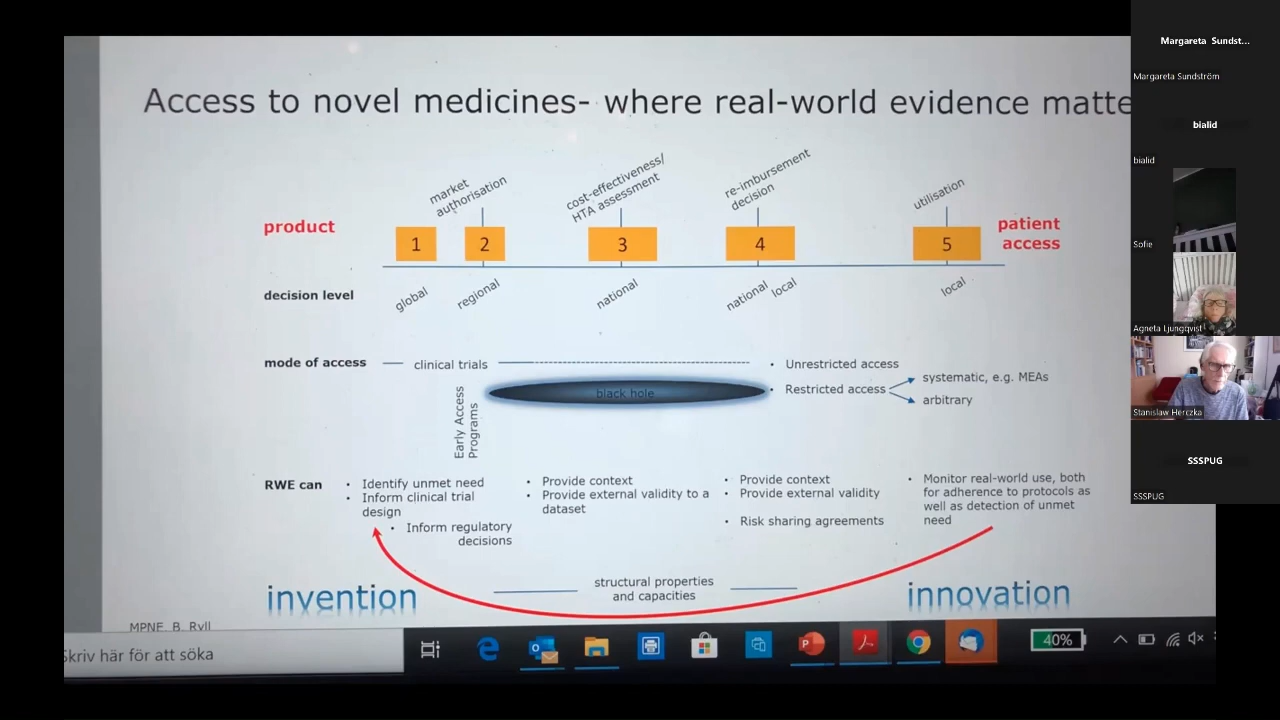 Access to novel medicines- where real-world evidence matte
market
authorisation
cost-effectiveness/
HTA assessment
re-imbursement
decision
utilisation
product
1
2
3
4
5
patient
access
decision level
global
regional
national
national
local
local
mode of access
clinical trials
• Unrestricted access
black hole
• Restricted access
systematic, e.g. MEAs
arbitrary
Early Access
Programs
RWE can
• Identify unmet need
• Inform clinical trial
design
• Inform regulatory
decisions
• Provide context
• Provide external validity to a
dataset
• Provide context
• Provide external validity
• Risk sharing agreements
• Monitor real-world use, both
for adherence to protocols as
well as detection of unmet
need
invention
structural properties
and capacities
innovation
MPNE, B. Ryll
Skriv här för att söka
40%
Margareta Sundst...
Margareta Sundström
bialid
bialid
Sofie
Agneta Ljungqvist
Stanislaw Herczka
SSSPUG
SSSPUG